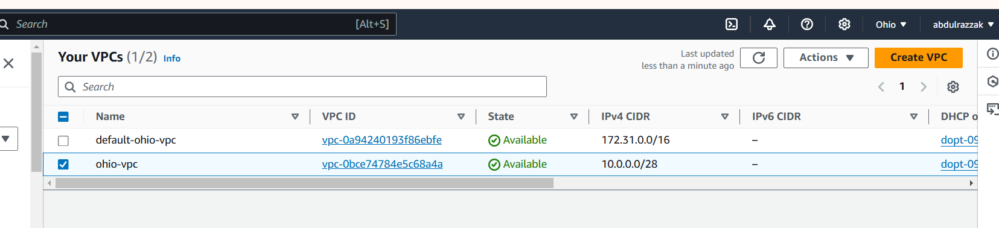 Search [Alt+S] Ohio abdulrazzak
Your VPCs (1/2) Info
Last updated
less than a minute ago
Actions
Create VPC
Search
1
Name VPC ID State IPv4 CIDR IPv6 CIDR DHCP o
default-ohio-vpc vpc-0a94240193f86ebfe Available 172.31.0.0/16 – dopt-09
ohio-vpc vpc-0bce74784e5c68a4a Available 10.0.0.0/28 – dopt-09